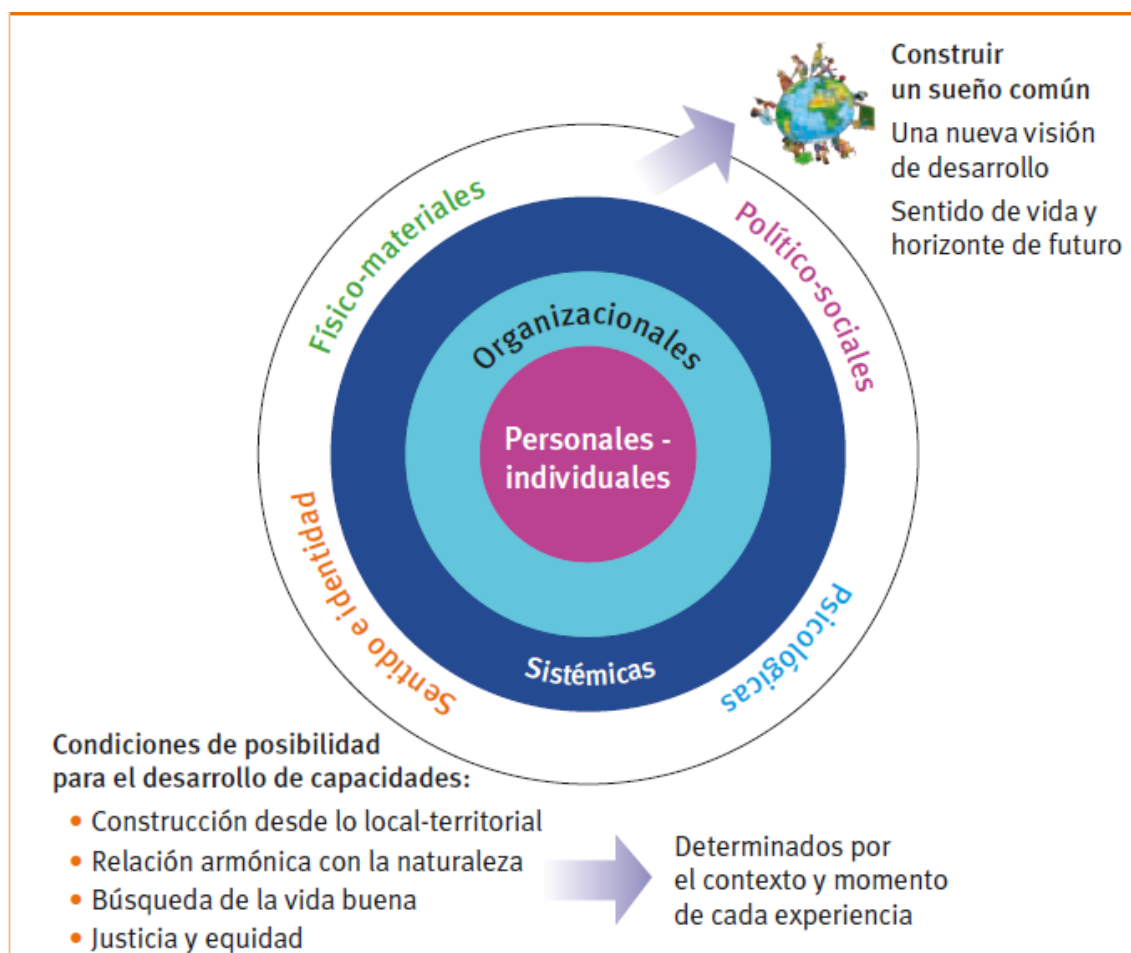 Construir
un sueño común
Una nueva visión
de desarrollo
Sentido de vida y
horizonte de futuro
Físico-materiales
Político-sociales
Organizacionales
Personales -
individuales
Sentido e identidad
Psicológicas
Sistémicas
Condiciones de posibilidad
para el desarrollo de capacidades:
• Construcción desde lo local-territorial
• Relación armónica con la naturaleza
• Búsqueda de la vida buena
• Justicia y equidad
Determinados por
el contexto y momento
de cada experiencia